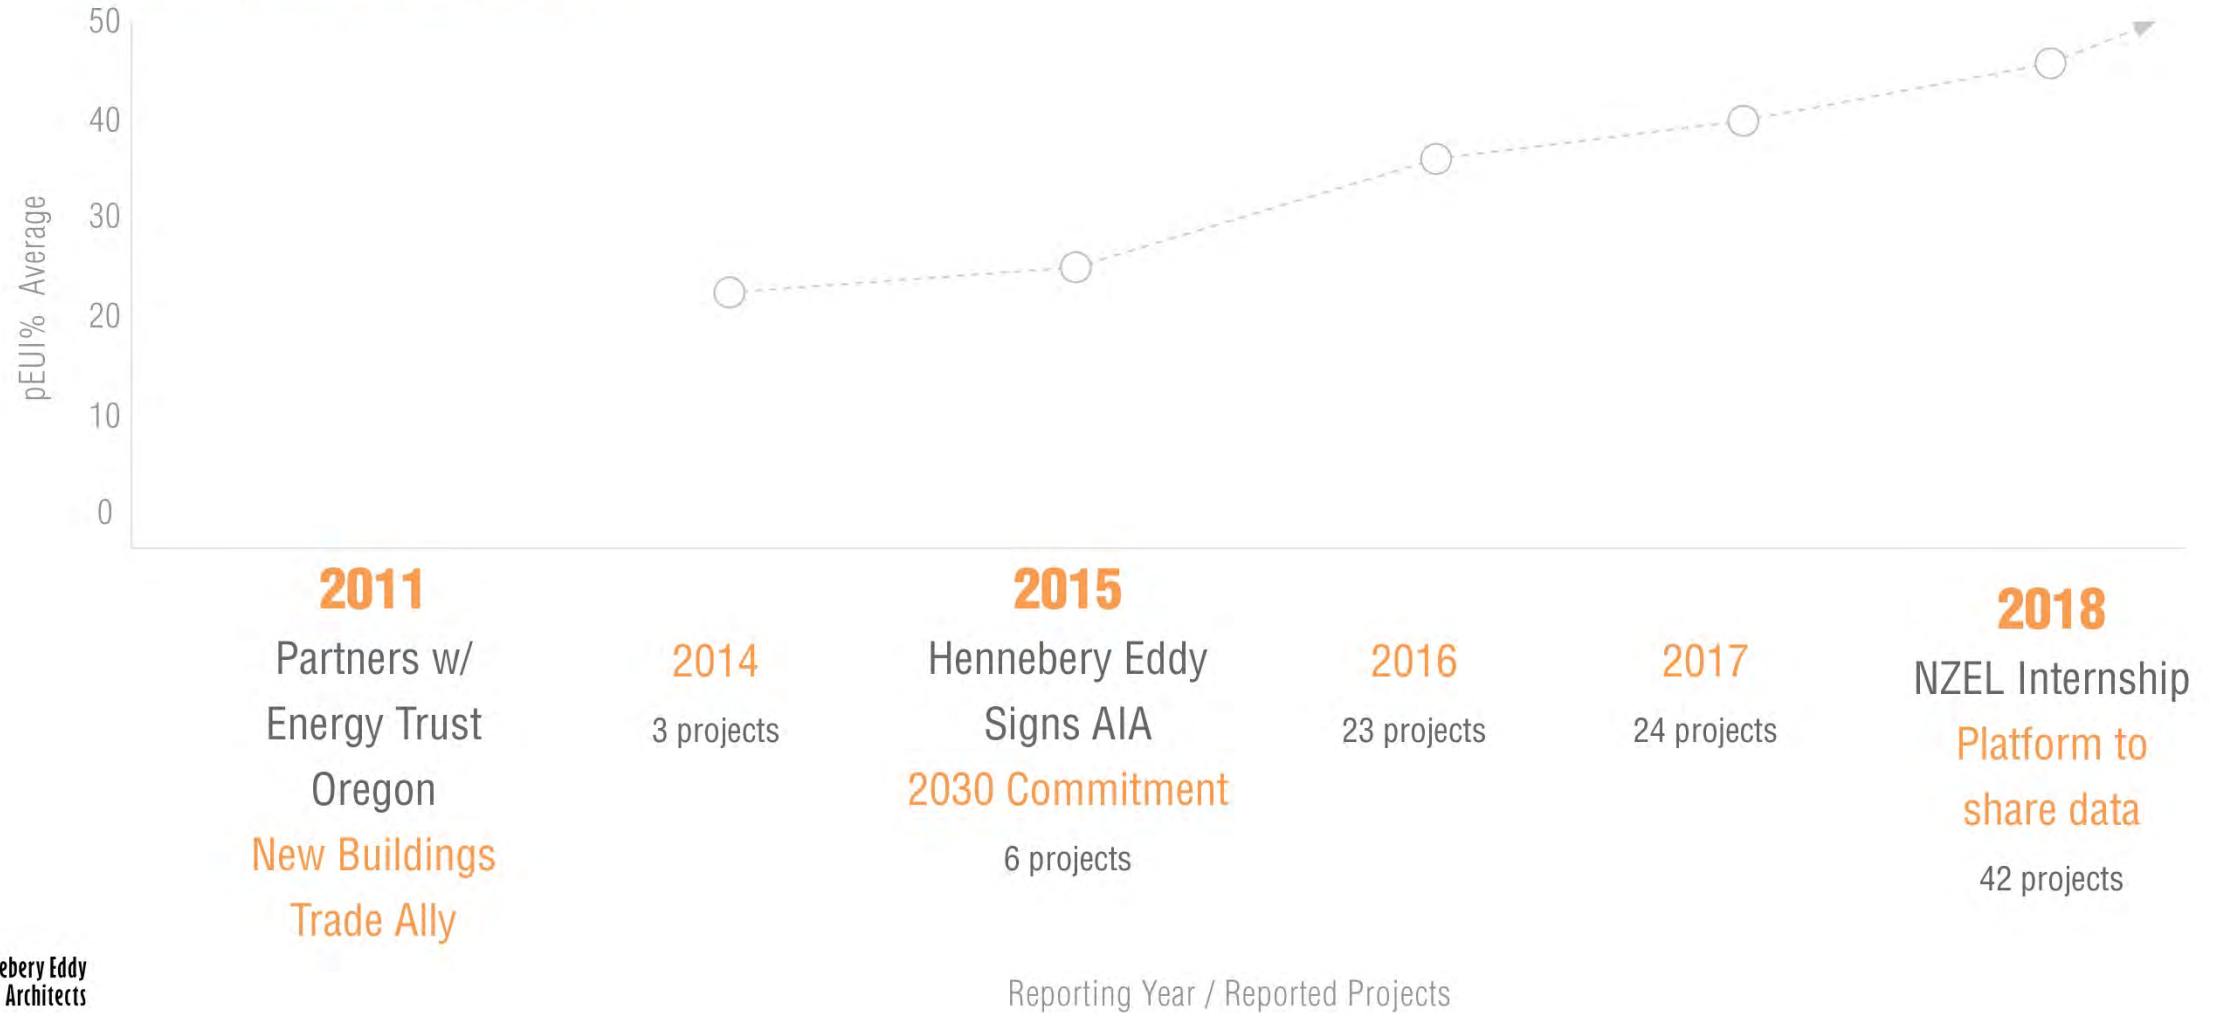 50
40
30
20
10
0
pEUI% Average
2011
Partners w/
Energy Trust
Oregon
New Buildings
Trade Ally
2014
3 projects
2015
Hennebery Eddy
Signs AIA
2030 Commitment
6 projects
2016
23 projects
2017
24 projects
2018
NZEL Internship
Platform to
share data
42 projects
ebery Eddy
Architects
Reporting Year / Reported Projects